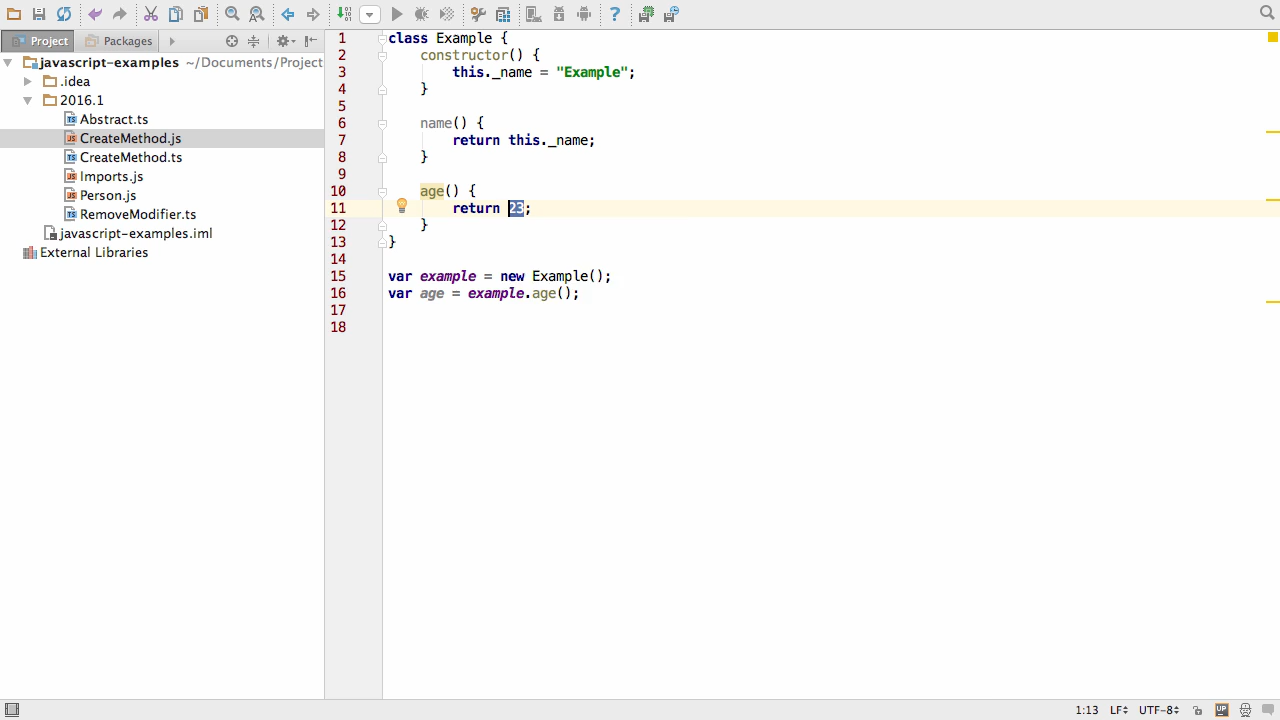 Project
Packages
javascript-examples ~/Documents/Project
.idea
2016.1
Abstract.ts
CreateMethod.js
CreateMethod.ts
Imports.js
Person.js
RemoveModifier.ts
javascript-examples.iml
External Libraries
1 class Example {
2 constructor() {
3 this._name = "Example";
4 }
5
6 name() {
7 return this._name;
8 }
9
10 age() {
11 return 23;
12 }
13 }
14
15 var example = new Example();
16 var age = example.age();
17
18
1:13 LF UTF-8 UP